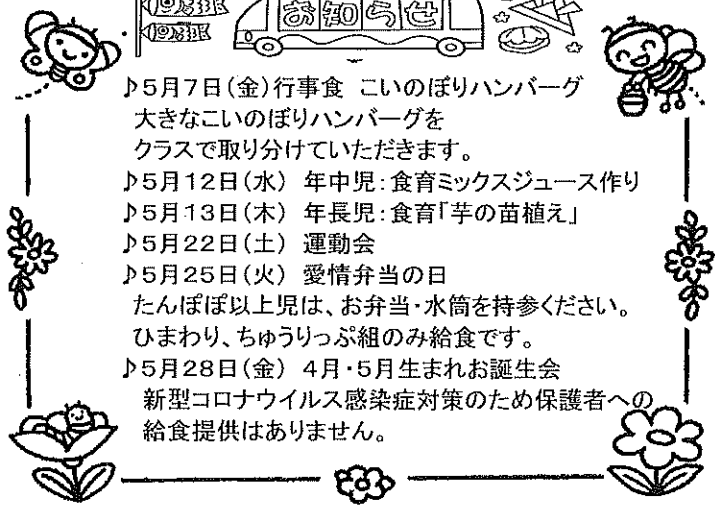 お知らせ
♪5月7日(金)行事食 こいのぼりハンバーグ
大きなこいのぼりハンバーグを
クラスで取り分けていただきます。
♪5月12日(水) 年中児:食育ミックスジュース作り
♪5月13日(木) 年長児:食育「芋の苗植え」
♪5月22日(土) 運動会
♪5月25日(火) 愛情弁当の日
たんぽぽ以上児は、お弁当・水筒を持参ください。
ひまわり、ちゅうりっぷ組のみ給食です。
♪5月28日(金) 4月・5月生まれお誕生会
新型コロナウイルス感染症対策のため保護者への
給食提供はありません。